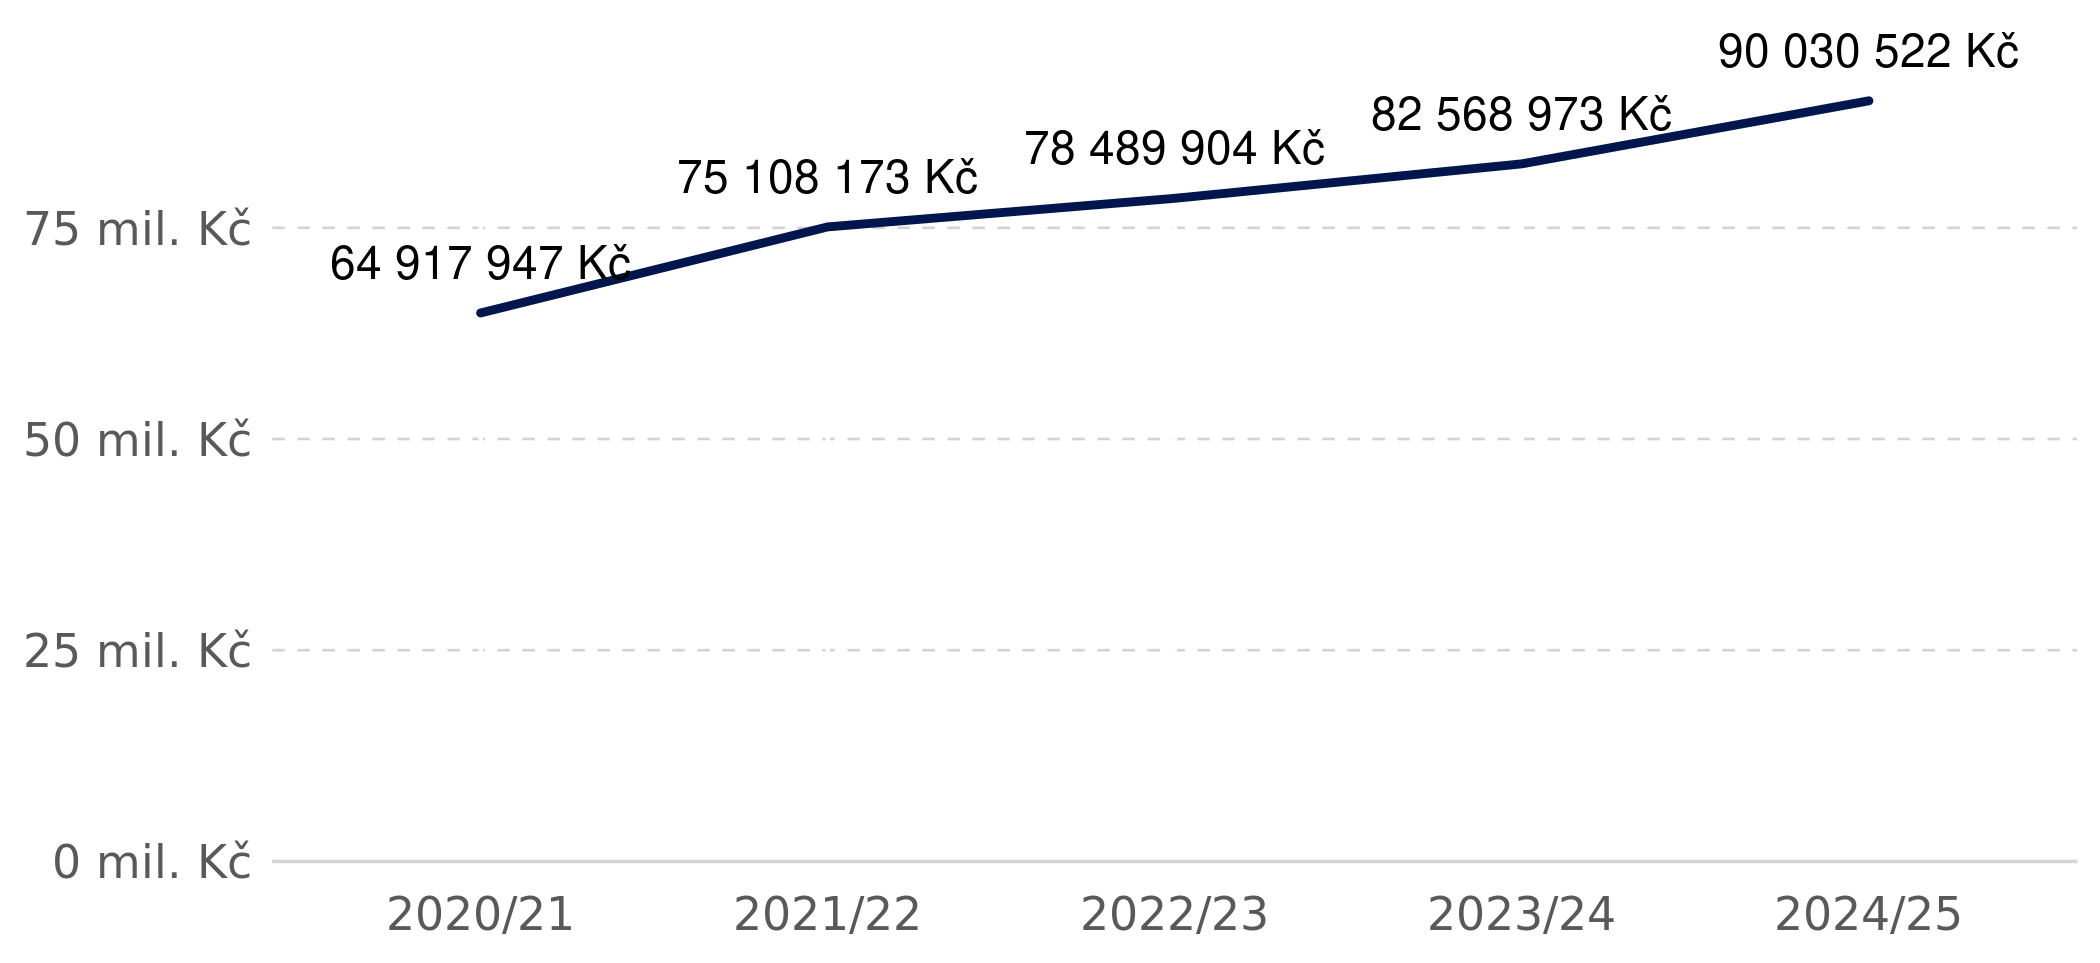 90 030 522 Kč
82 568 973 Kč
78 489 904 Kč
75 108 173 Kč
75 mil. Kč
64 917 947 Kč
50 mil. Kč
25 mil. Kč
0 mil. Kč
2020/21 2021/22 2022/23 2023/24 2024/25